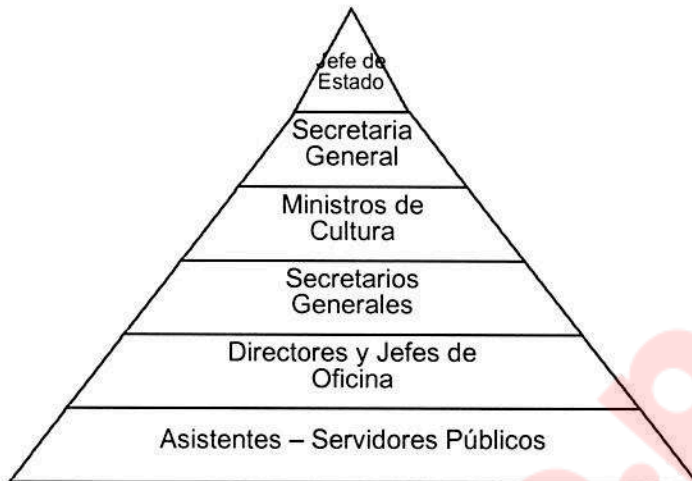 Jefe de
Estado
Secretaria
General
Ministros de
Cultura
Secretarios
Generales
Directores y Jefes de
Oficina
Asistentes – Servidores Públicos